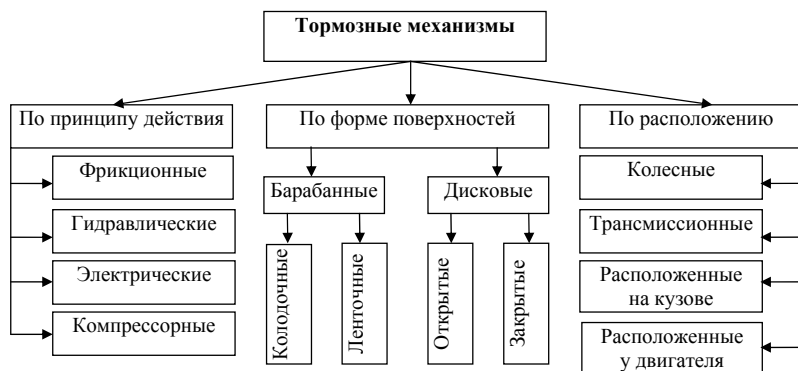 Тормозные механизмы
По принципу действия
По форме поверхностей
По расположению
Фрикционные
Гидравлические
Электрические
Компрессорные
Барабанные
Дисковые
Колодочные
Ленточные
Открытые
Закрытые
Колесные
Трансмиссионные
Расположенные
на кузове
Расположенные
у двигателя